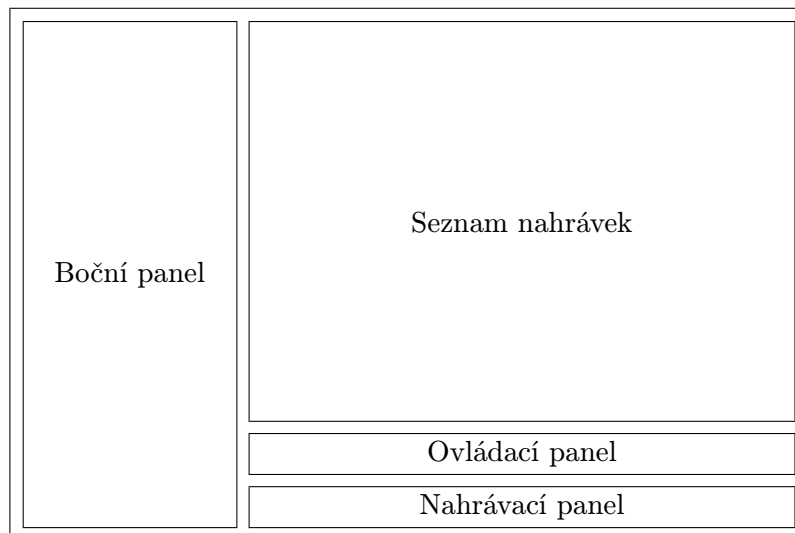 Boční panel
Seznam nahrávek
Ovládací panel
Nahrávací panel